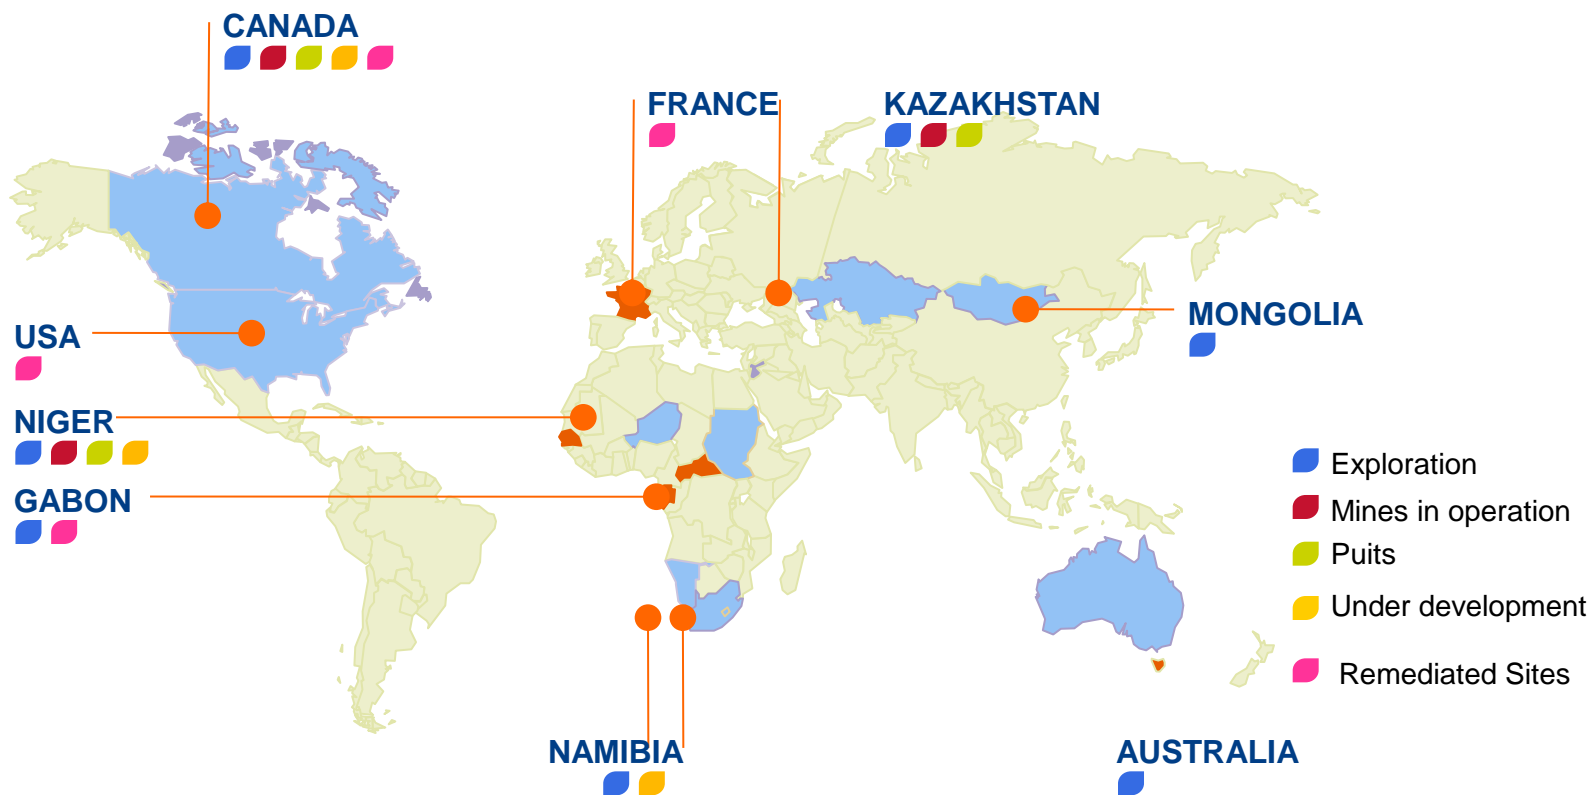 CANADA
FRANCE
KAZAKHSTAN
USA
MONGOLIA
NIGER
GABON
Exploration
Mines in operation
Puits
Under development
Remediated Sites
NAMIBIA
AUSTRALIA